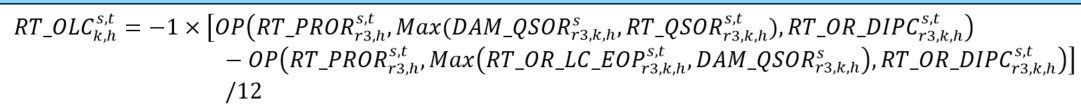 RT_OLC^{s,t}_{k,h} = −1 × [OP(RT_PROR^{s,t}_{r3,h}, Max(DAM_QSOR^{s}_{r3,k,h}, RT_QSOR^{s,t}_{r3,k,h}), RT_OR_DIPC^{s,t}_{r3,k,h})
− OP(RT_PROR^{s,t}_{r3,h}, Max(RT_OR_LC_EOP^{s,t}_{r3,k,h}, DAM_QSOR^{s}_{r3,k,h}), RT_OR_DIPC^{s,t}_{r3,k,h})]
/12